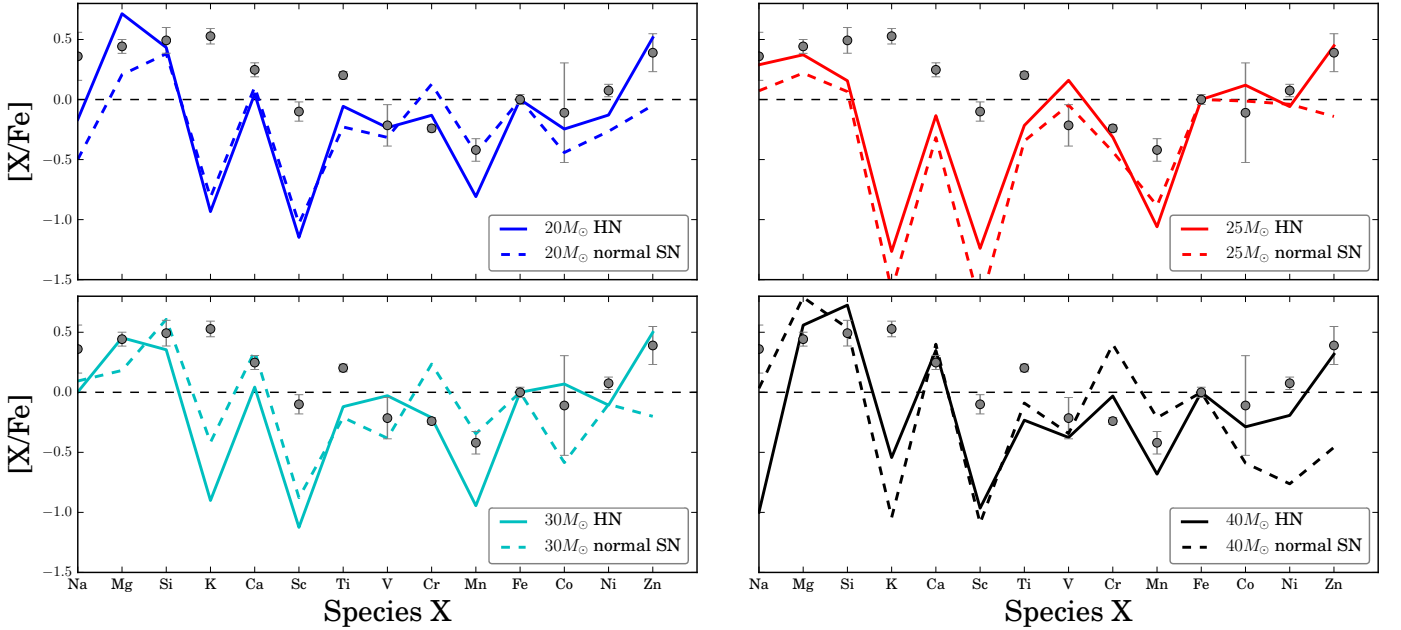 [X/Fe]
0.5
0.0
−0.5
−1.0
−1.5
20M⊙ HN
20M⊙ normal SN
25M⊙ HN
25M⊙ normal SN
[X/Fe]
0.5
0.0
−0.5
−1.0
−1.5
30M⊙ HN
30M⊙ normal SN
Na Mg Si K Ca Sc Ti V Cr Mn Fe Co Ni Zn
Species X
40M⊙ HN
40M⊙ normal SN
Na Mg Si K Ca Sc Ti V Cr Mn Fe Co Ni Zn
Species X